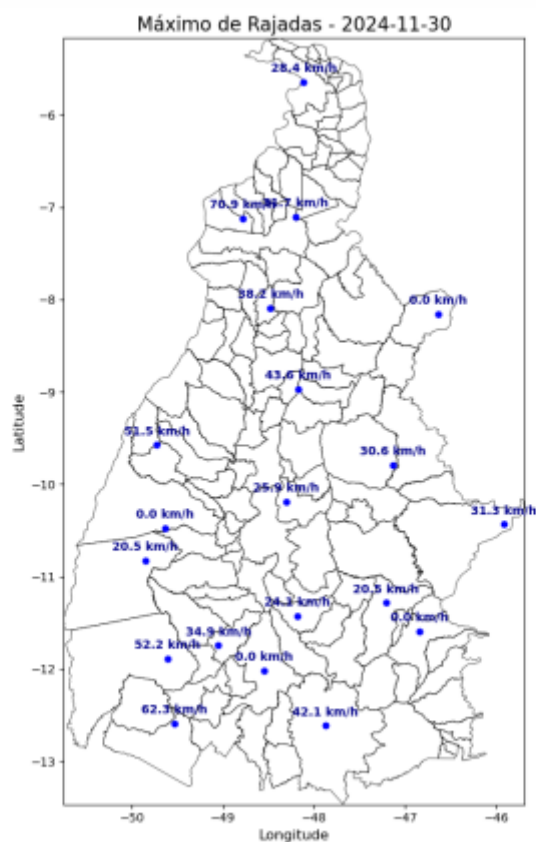 Máximo de Rajadas - 2024-11-30
28.4 km/h
70.9 km/h
38.2 km/h
0.0 km/h
43.6 km/h
51.5 km/h
30.6 km/h
25.9 km/h
0.0 km/h
31.3 km/h
20.5 km/h
20.5 km/h
0.0 km/h
34.9 km/h
52.2 km/h
0.0 km/h
62.3 km/h
42.1 km/h
Latitude
−6
−7
−8
−9
−10
−11
−12
−13
−50
−49
−48
−47
−46
Longitude